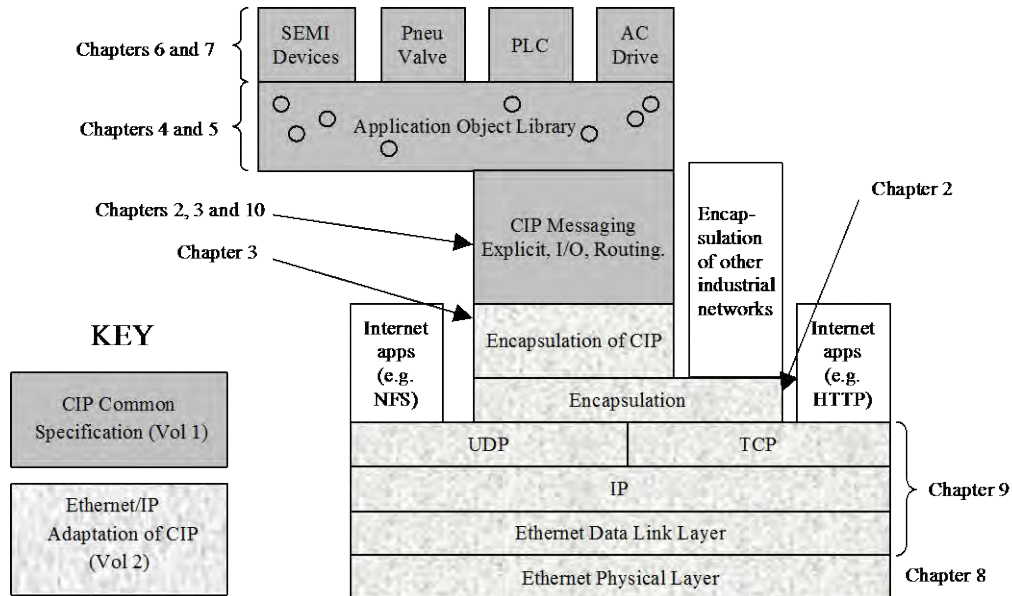 Chapters 6 and 7
SEMI
Devices
Pneu
Valve
PLC
AC
Drive
Chapters 4 and 5
Application Object Library
Chapters 2, 3 and 10
CIP Messaging
Explicit, I/O, Routing.
Encap-
sulation
of other
industrial
networks
Chapter 2
Chapter 3
KEY
CIP Common
Specification (Vol 1)
Ethernet/IP
Adaptation of CIP
(Vol 2)
Internet
apps
(e.g.
NFS)
Encapsulation of CIP
Internet
apps
(e.g.
HTTP)
Encapsulation
UDP
TCP
IP
Ethernet Data Link Layer
Chapter 9
Ethernet Physical Layer
Chapter 8